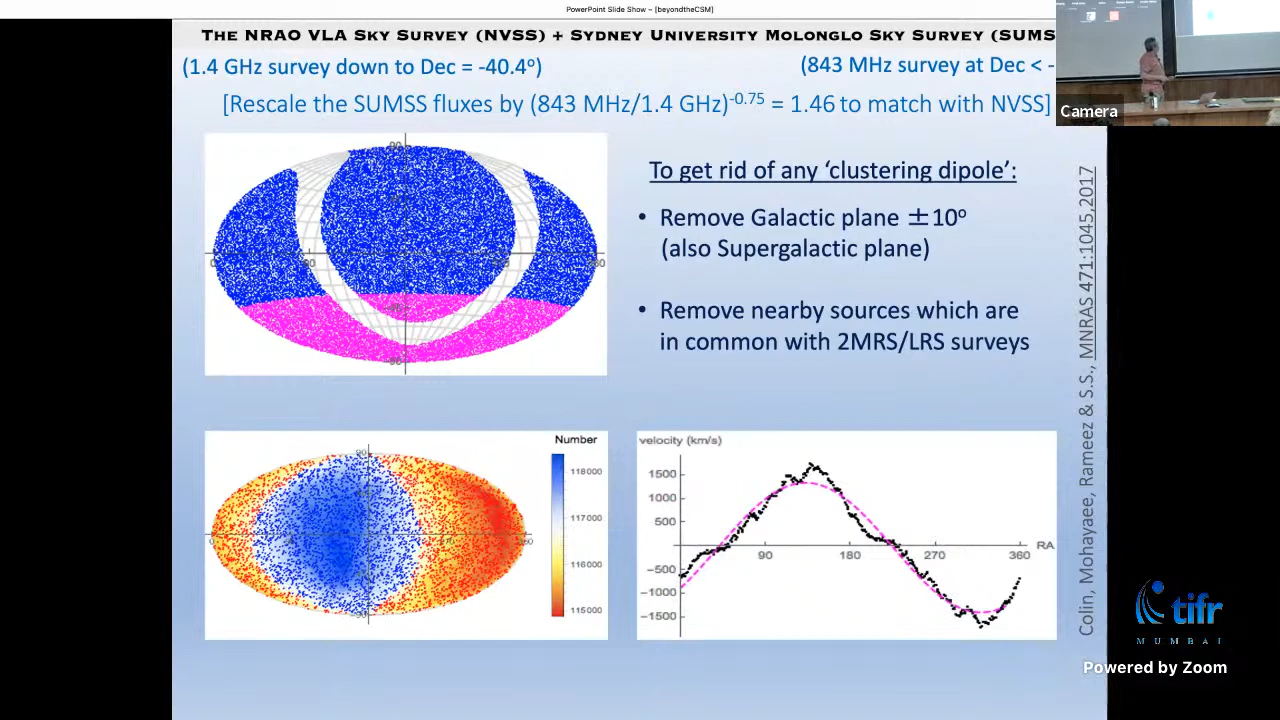 PowerPoint Slide Show – [beyondtheCSM]
THE NRAO VLA SKY SURVEY (NVSS) + SYDNEY UNIVERSITY MOLONGLO SKY SURVEY (SUMS
(1.4 GHz survey down to Dec = -40.4º)
(843 MHz survey at Dec < -
[Rescale the SUMSS fluxes by (843 MHz/1.4 GHz)-0.75 = 1.46 to match with NVSS]
Camera
To get rid of any ‘clustering dipole’:
• Remove Galactic plane ±10º
(also Supergalactic plane)
• Remove nearby sources which are
in common with 2MRS/LRS surveys
Colin, Mohayaee, Rameez & S.S., MNRAS 471:1045,2017
Number
118000
117000
116000
115000
velocity (km/s)
1500
1000
500
−500
−1000
−1500
90
180
270
360
RA
tifr
MUMBAI
Powered by Zoom